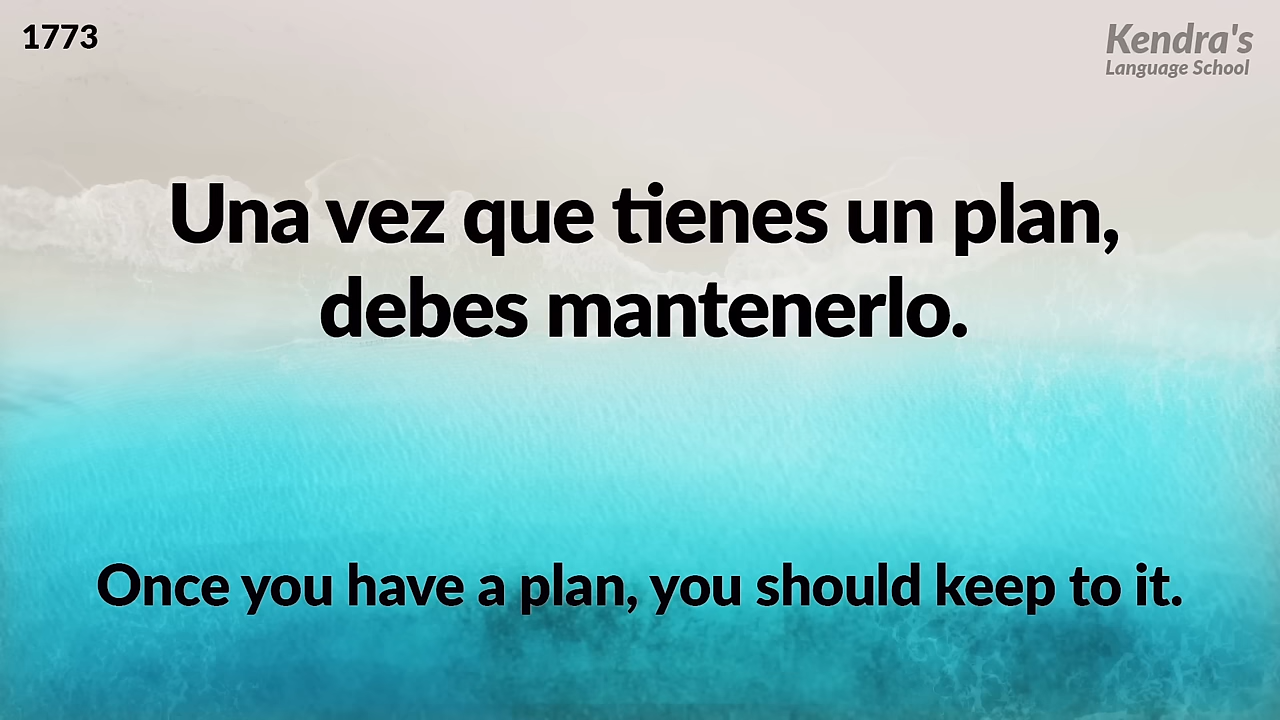 1773
Kendra's
Language School
Una vez que tienes un plan,
debes mantenerlo.
Once you have a plan, you should keep to it.